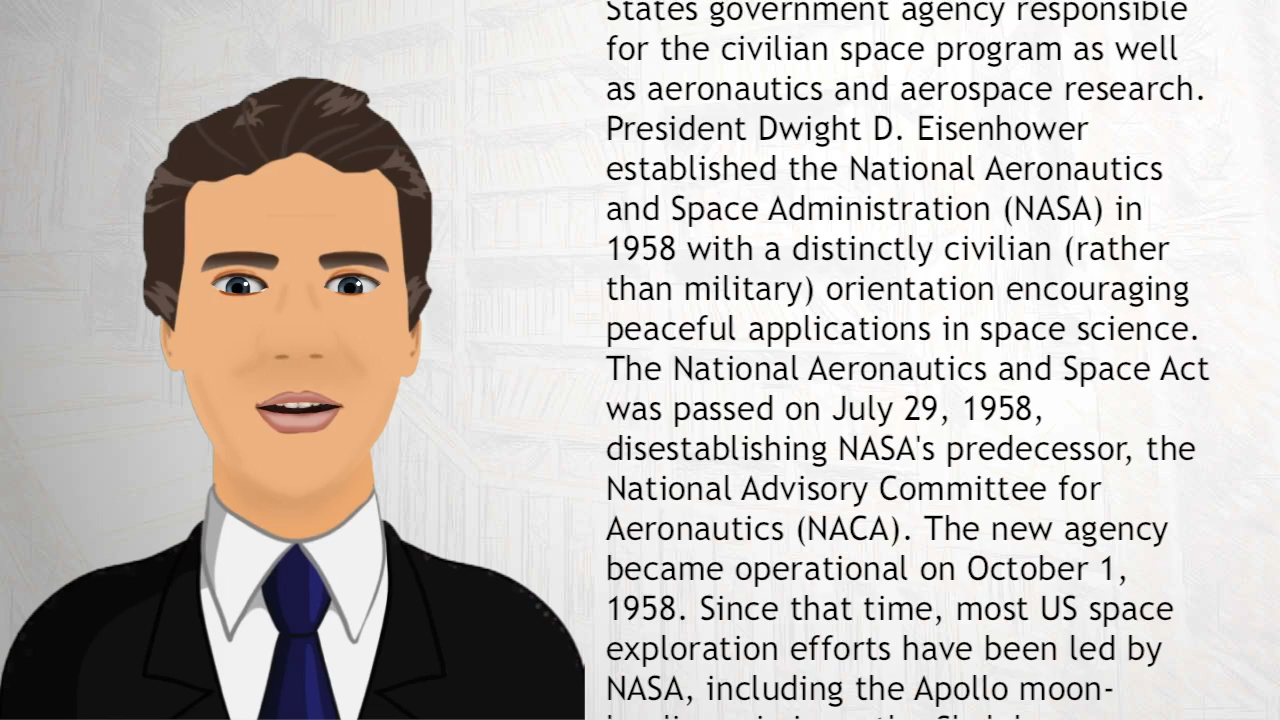 States government agency responsible
for the civilian space program as well
as aeronautics and aerospace research.
President Dwight D. Eisenhower
established the National Aeronautics
and Space Administration (NASA) in
1958 with a distinctly civilian (rather
than military) orientation encouraging
peaceful applications in space science.
The National Aeronautics and Space Act
was passed on July 29, 1958,
disestablishing NASA's predecessor, the
National Advisory Committee for
Aeronautics (NACA). The new agency
became operational on October 1,
1958. Since that time, most US space
exploration efforts have been led by
NASA, including the Apollo moon-